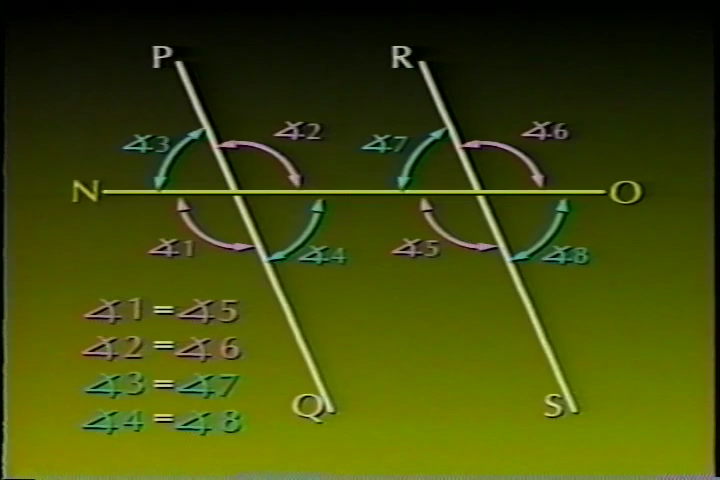 P R
∡3 ∡2 ∡7 ∡6
N O
∡1 ∡4 ∡5 ∡8
∡1 = ∡5
∡2 = ∡6
∡3 = ∡7
Q S
∡4 = ∡8